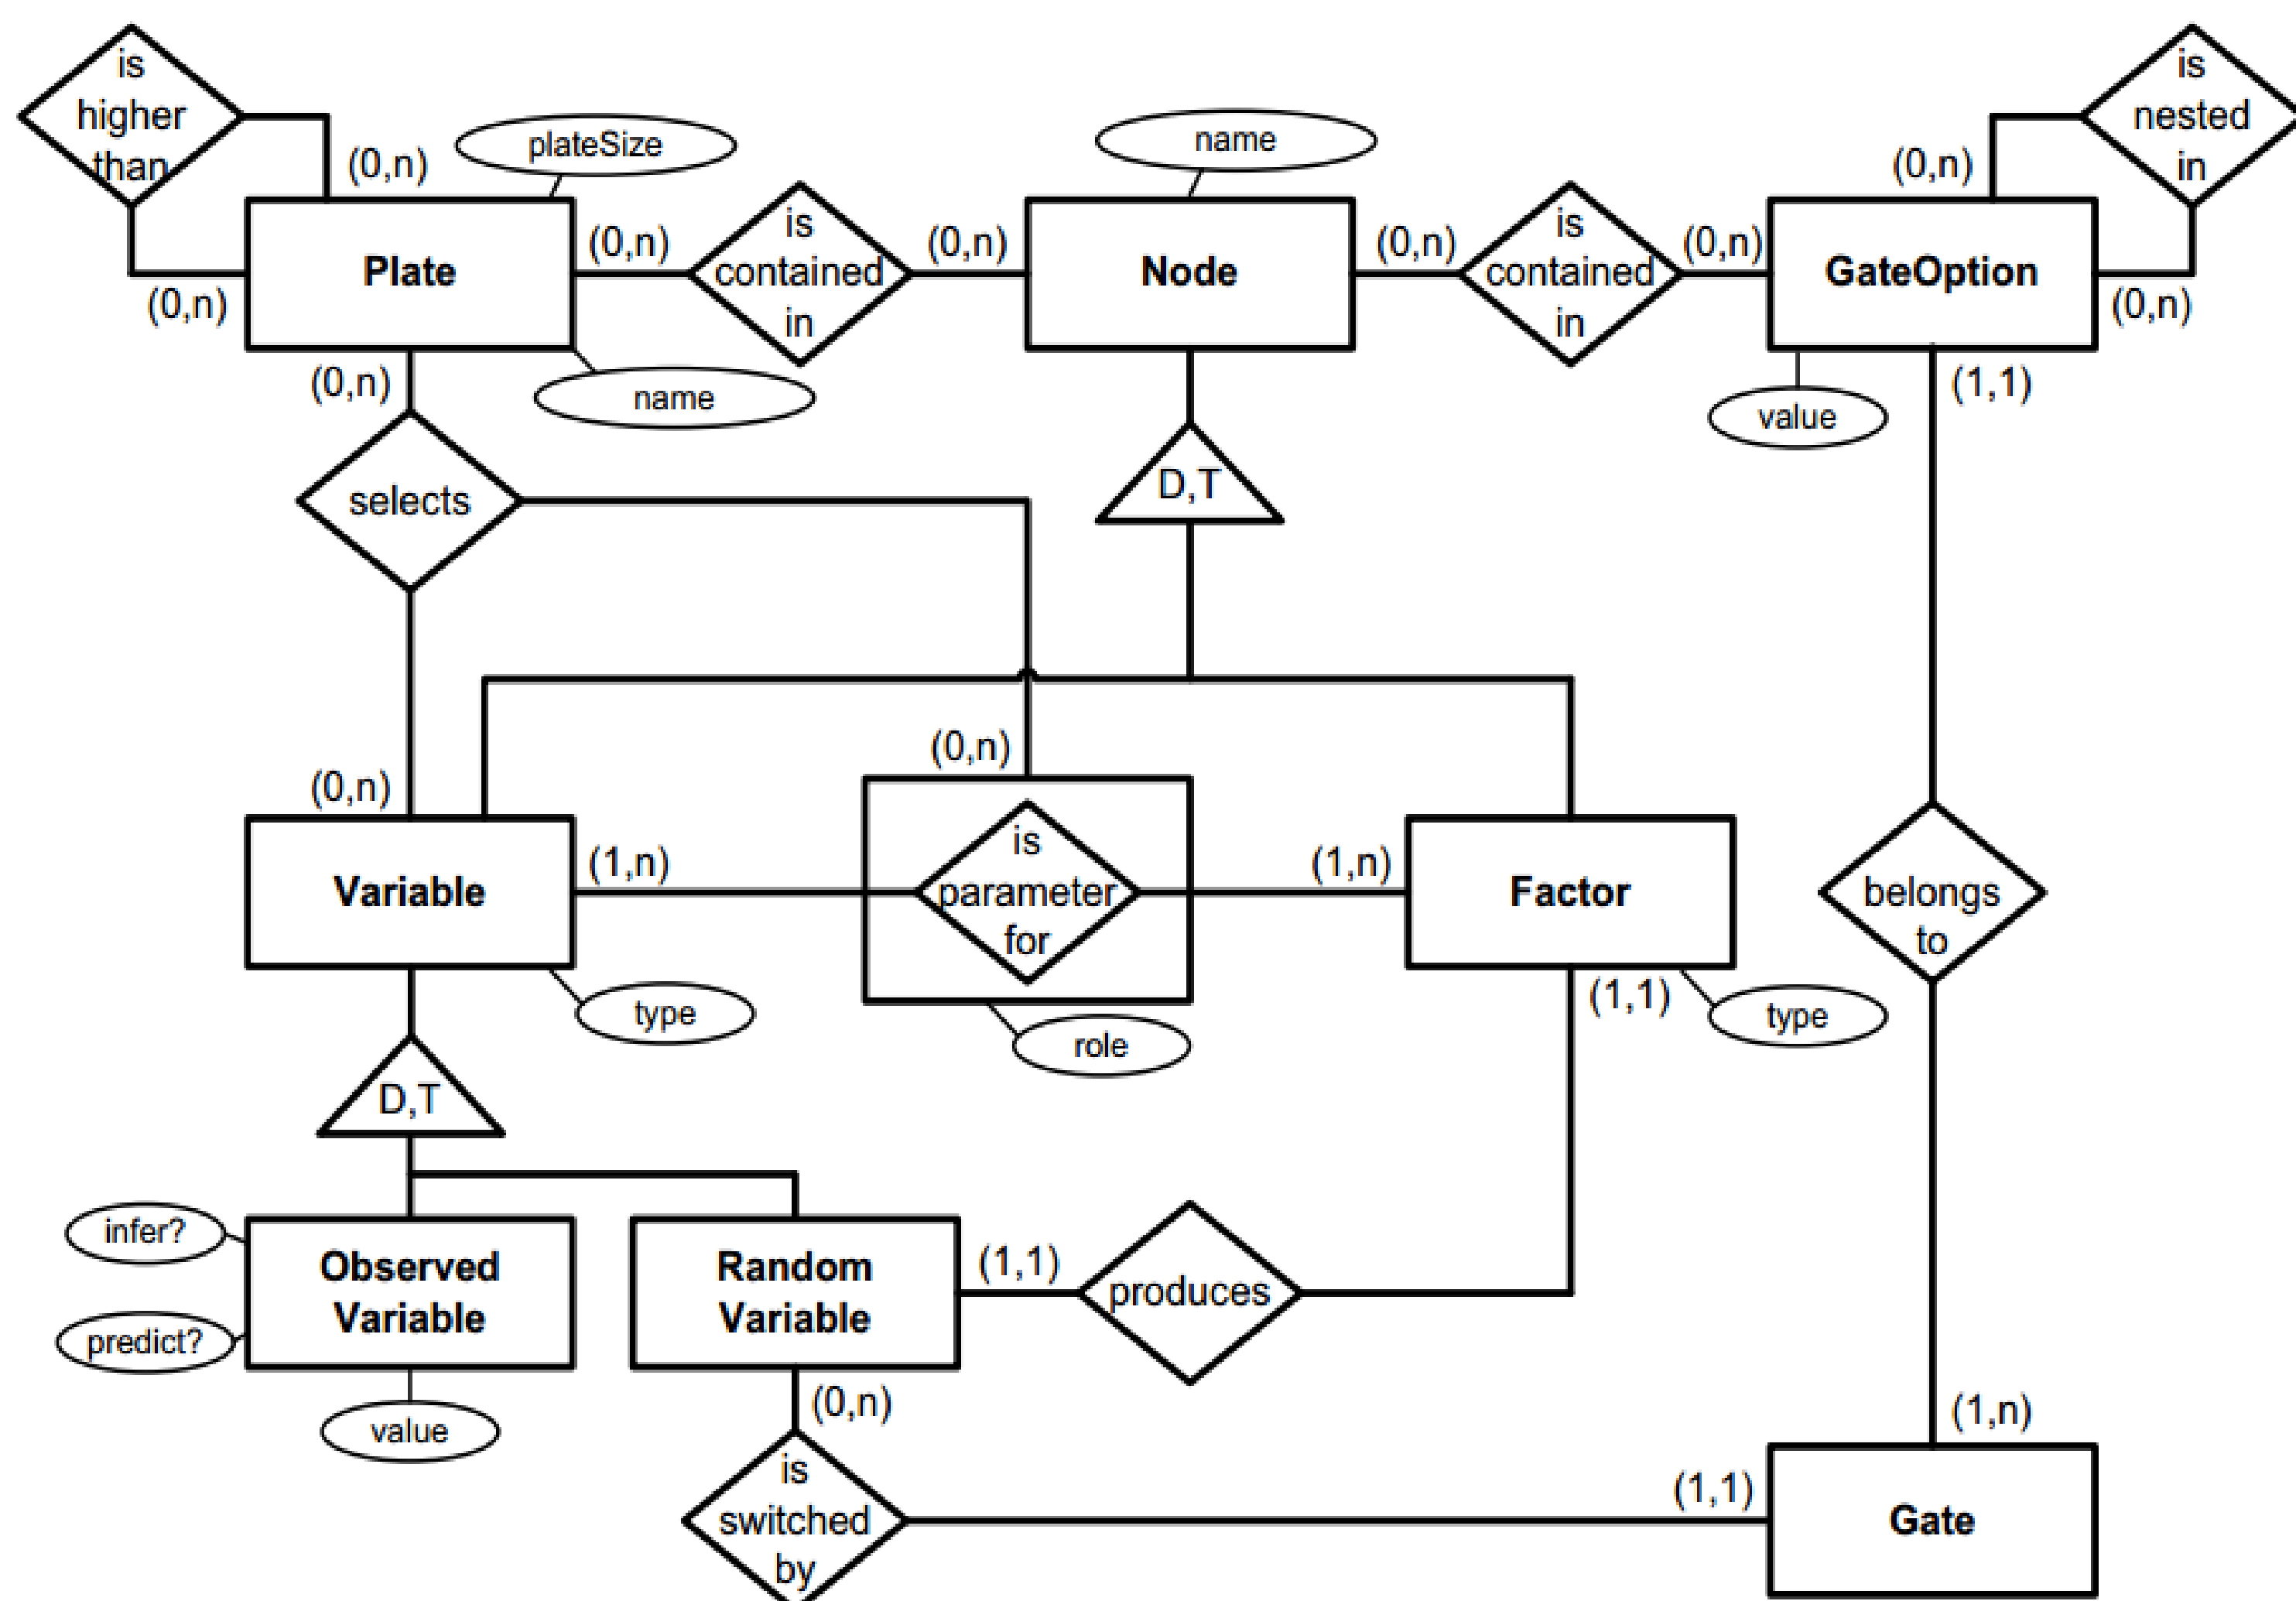 is
higher
than
(0,n)
(0,n)
plateSize
Plate
name
(0,n)
is
contained
in
(0,n)
name
Node
(0,n)
is
contained
in
(0,n)
GateOption
value
is
nested
in
(0,n)
(0,n)
(1,1)
(0,n)
selects
(0,n)
D,T
(0,n)
Variable
type
(1,n)
is
parameter
for
role
(1,n)
Factor
type
(1,1)
belongs
to
D,T
infer?
predict?
Observed
Variable
value
Random
Variable
(1,1)
produces
(0,n)
is
switched
by
(1,1)
(1,n)
Gate